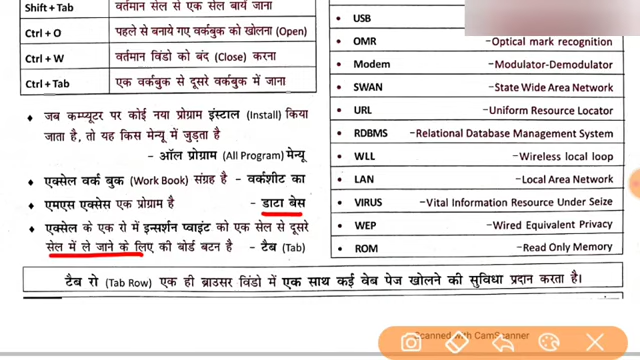 Shift + Tab वर्तमान सेल से एक सेल बायें जाना
Ctrl + O पहले से बनाये गए वर्कबुक को खोलना (Open)
Ctrl + W वर्तमान विंडो को बंद (Close) करना
Ctrl + Tab एक वर्कबुक से दूसरे वर्कबुक में जाना
♦ जब कम्प्यूटर पर कोई नया प्रोग्राम इंस्टाल (Install) किया
जाता है, तो यह किस मेन्यू में जुड़ता है
– ऑल प्रोग्राम (All Program) मेन्यू
♦ एक्सेल वर्क बुक (Work Book) संग्रह है – वर्कशीट का
♦ एमएस एक्सेस एक प्रोग्राम है – डाटा बेस
♦ एक्सेल के एक रो में इन्सर्शन प्वाइंट को एक सेल से दूसरे
सेल में ले जाने के लिए की बोर्ड बटन है – टैब (Tab)
• USB
• OMR –Optical mark recognition
• Modem –Modulator-Demodulator
• SWAN –State Wide Area Network
• URL –Uniform Resource Locator
• RDBMS –Relational Database Management System
• WLL –Wireless local loop
• LAN –Local Area Network
• VIRUS –Vital Information Resource Under Seize
• WEP –Wired Equivalent Privacy
• ROM –Read Only Memory
टैब रो (Tab Row) एक ही ब्राउसर विंडो में एक साथ कई वेब पेज खोलने की सुविधा प्रदान करता है।
Scanned with CamScanner